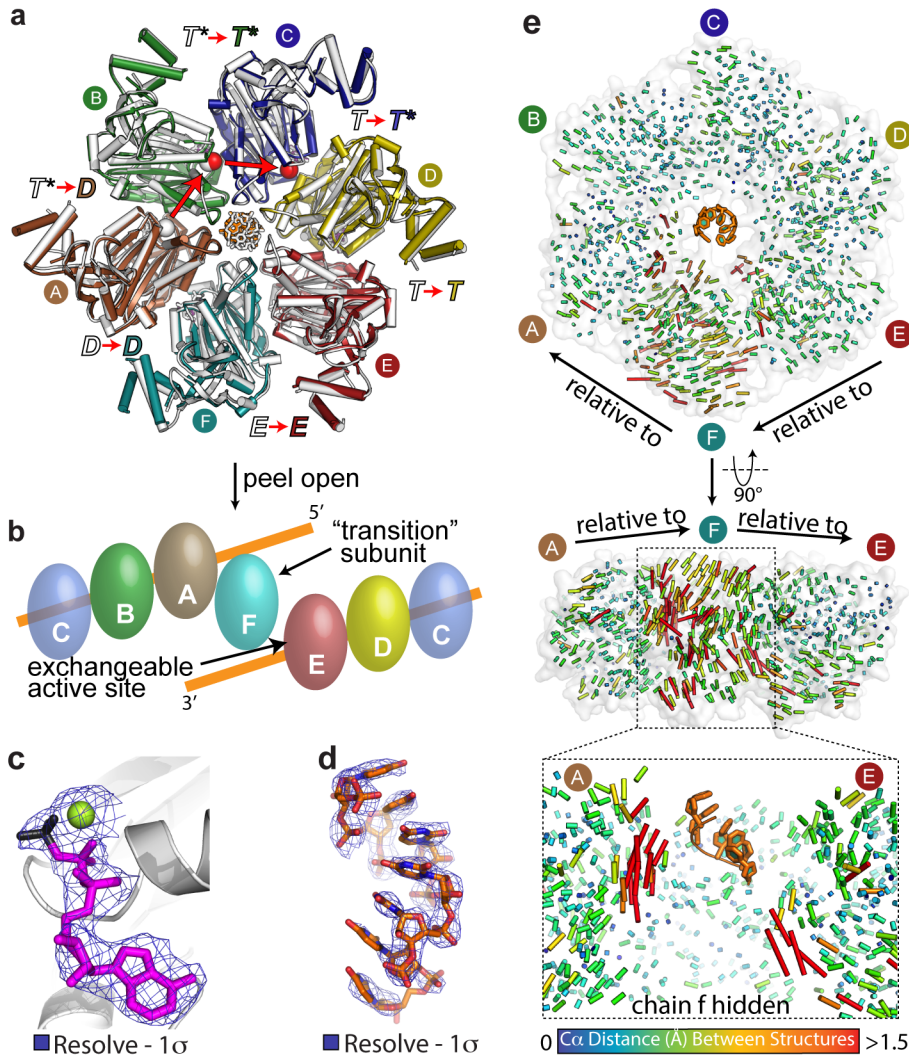 a
T*→T*
C
B
T→T*
D
T*→D
A
T→T
D→D
E
F
E→E
peel open
b
5′
"transition"
subunit
C
B
A
F
E
D
C
exchangeable
active site
3′
c
Resolve - 1σ
d
Resolve - 1σ
e
C
B
D
A
E
relative to
relative to
F
90°
relative to
F
relative to
A
E
A
E
chain f hidden
0
Cα Distance (Å) Between Structures
>1.5